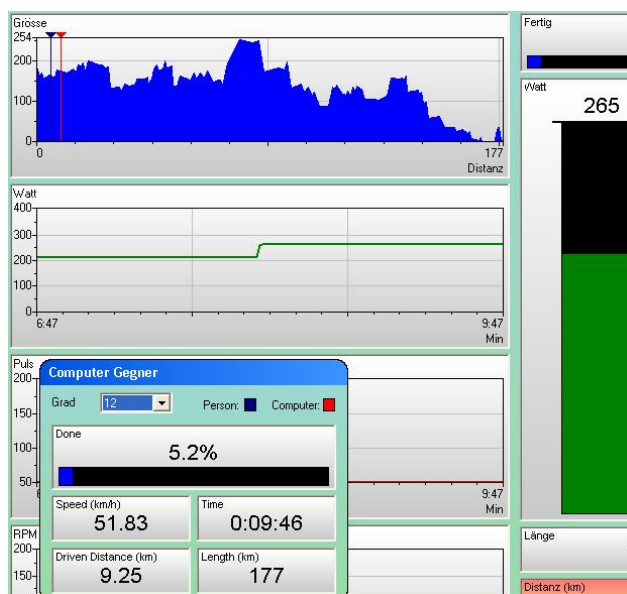 Grösse
254
200
100
0
0
177
Distanz
Watt
400
300
200
100
0
6:47
9:47
Min
Puls
200
150
100
50
9:47
Min
RPM
200
150
Computer Gegner
Grad
12
Person:
Computer:
Done
5.2%
Speed (km/h)
51.83
Time
0:09:46
Driven Distance (km)
9.25
Length (km)
177
Fertig
Watt
265
Länge
Distanz (km)